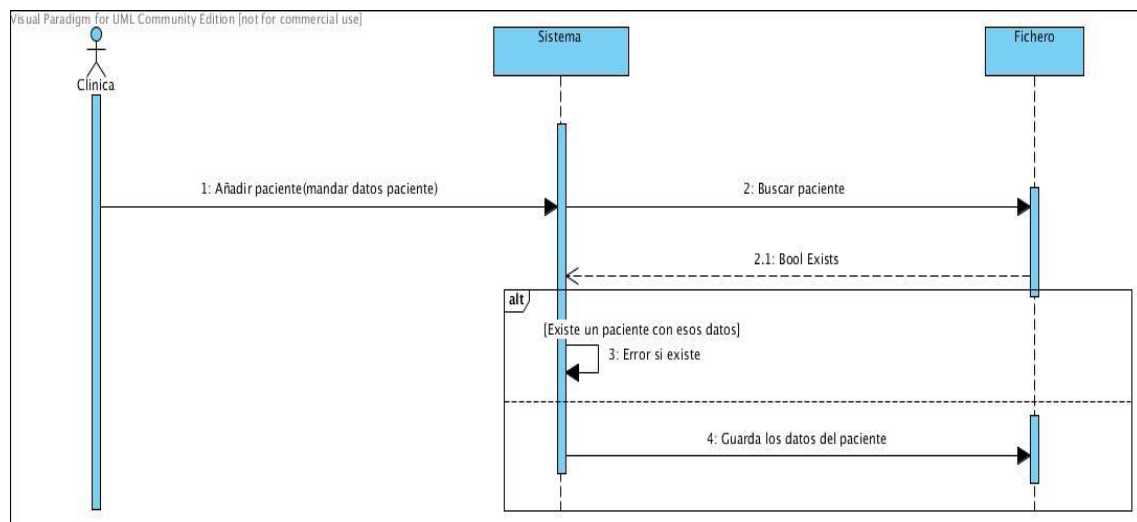 Visual Paradigm for UML Community Edition [not for commercial use]
Sistema
Fichero
Clinica
1: Añadir paciente(mandar datos paciente)
2: Buscar paciente
2.1: Bool Exists
alt
[Existe un paciente con esos datos]
3: Error si existe
4: Guarda los datos del paciente